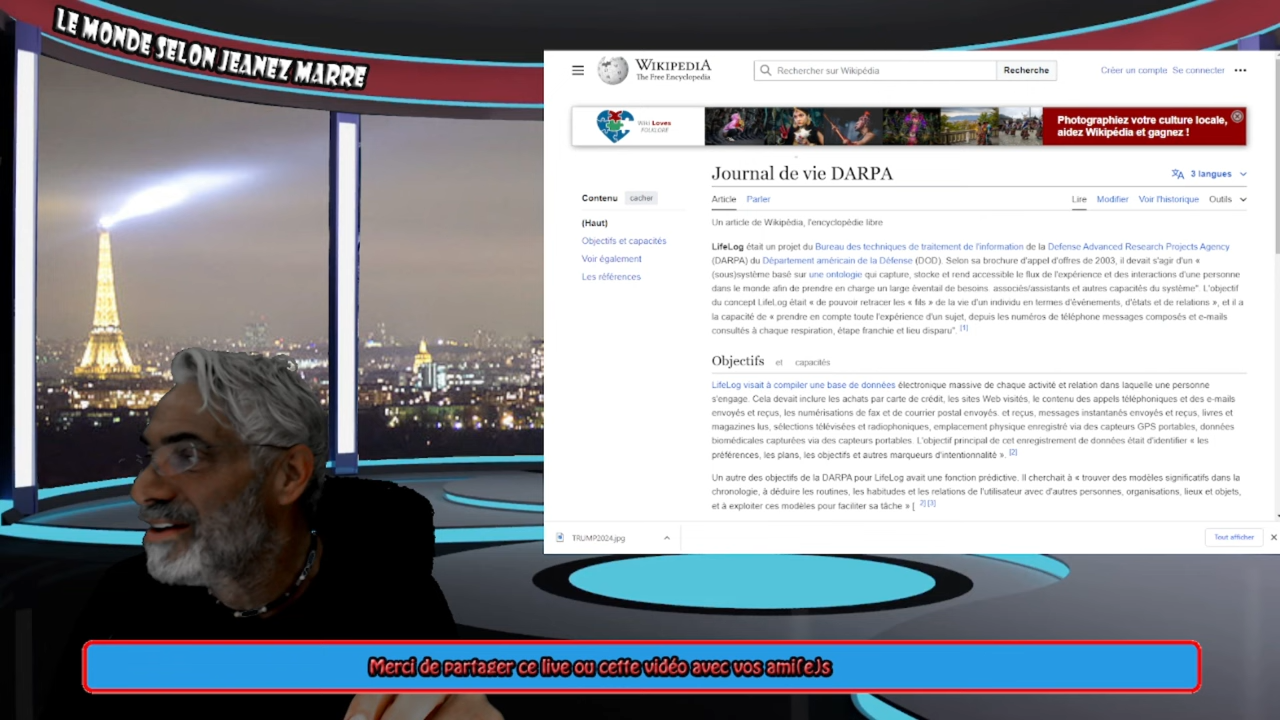 LE MONDE SELON JEANEZ MARRE
WIKIPEDIA
The Free Encyclopedia
Rechercher sur Wikipédia
Recherche
Créer un compte Se connecter
Wiki Loves
FOLKLORE
Photographiez votre culture locale,
aidez Wikipédia et gagnez !
Journal de vie DARPA
3 langues
Contenu cacher
Article Parler
Lire Modifier Voir l'historique Outils
(Haut)
Objectifs et capacités
Voir également
Les références
Un article de Wikipédia, l'encyclopédie libre
LifeLog était un projet du Bureau des techniques de traitement de l'information de la Defense Advanced Research Projects Agency
(DARPA) du Département américain de la Défense (DOD). Selon sa brochure d'appel d'offres de 2003, il devait s'agir d'un «
(sous)système basé sur une ontologie qui capture, stocke et rend accessible le flux de l'expérience et des interactions d'une personne
dans le monde afin de prendre en charge un large éventail de besoins associés/assistants et autres capacités du système". L'objectif
du concept LifeLog était « de pouvoir retracer les « fils » de la vie d'un individu en termes d'événements, d'états et de relations », et il a
la capacité de « prendre en compte toute l'expérience d'un sujet, depuis les numéros de téléphone messages composés et e-mails
consultés à chaque respiration, étape franchie et lieu disparu". [1]
Objectifs et capacités
LifeLog visait à compiler une base de données électronique massive de chaque activité et relation dans laquelle une personne
s'engage. Cela devait inclure les achats par carte de crédit, les sites Web visités, le contenu des appels téléphoniques et des e-mails
envoyés et reçus, les numérisations de fax et de courrier postal envoyés. et reçus, messages instantanés envoyés et reçus, livres et
magazines lus, sélections télévisées et radiophoniques, emplacement physique enregistré via des capteurs GPS portables, données
biomédicales capturées via des capteurs portables. L'objectif principal de cet enregistrement de données était d'identifier « les
préférences, les plans, les objectifs et autres marqueurs d'intentionnalité ». [2]
Un autre des objectifs de la DARPA pour LifeLog avait une fonction prédictive. Il cherchait à « trouver des modèles significatifs dans la
chronologie, à déduire les routines, les habitudes et les relations de l'utilisateur avec d'autres personnes, organisations, lieux et objets,
et à exploiter ces modèles pour faciliter sa tâche » [ 2] [3]
TRUMP2024.jpg
Tout afficher
Merci de partager ce live ou cette vidéo avec vos ami(e)s